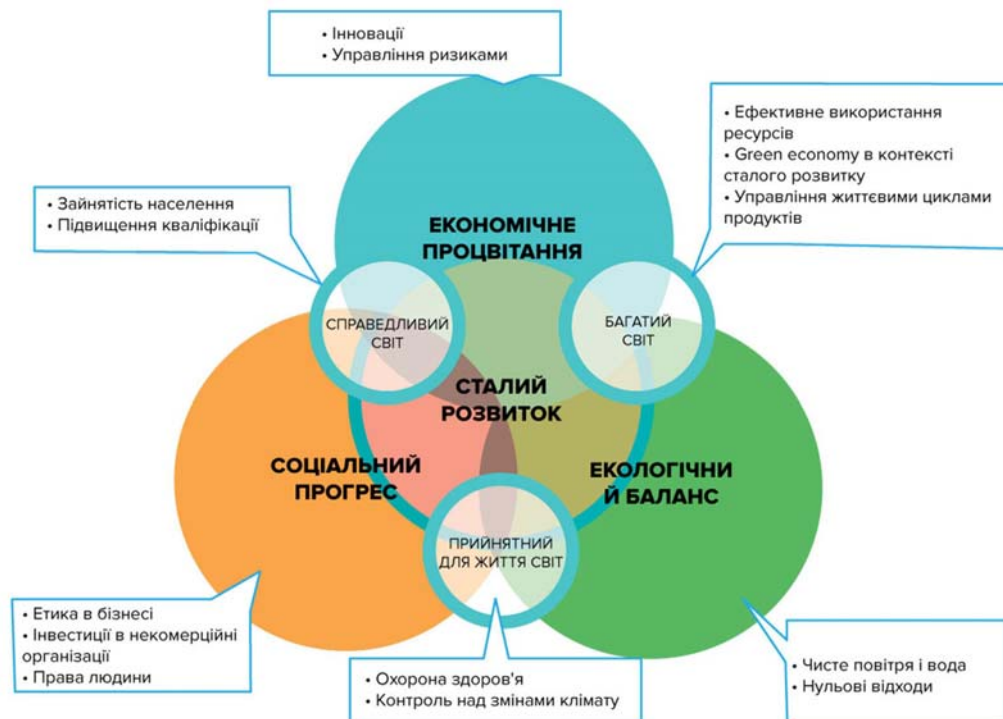 • Інновації
• Управління ризиками
• Ефективне використання
ресурсів
• Green economy в контексті
сталого розвитку
• Управління життєвими циклами
продуктів
• Зайнятість населення
• Підвищення кваліфікації
ЕКОНОМІЧНЕ
ПРОЦВІТАННЯ
СПРАВЕДЛИВИЙ
СВІТ
БАГАТИЙ
СВІТ
СТАЛИЙ
РОЗВИТОК
СОЦІАЛЬНИЙ
ПРОГРЕС
ЕКОЛОГІЧНИ
Й БАЛАНС
ПРИЙНЯТНИЙ
ДЛЯ ЖИТТЯ СВІТ
• Етика в бізнесі
• Інвестиції в некомерційні
організації
• Права людини
• Охорона здоров'я
• Контроль над змінами клімату
• Чисте повітря і вода
• Нульові відходи